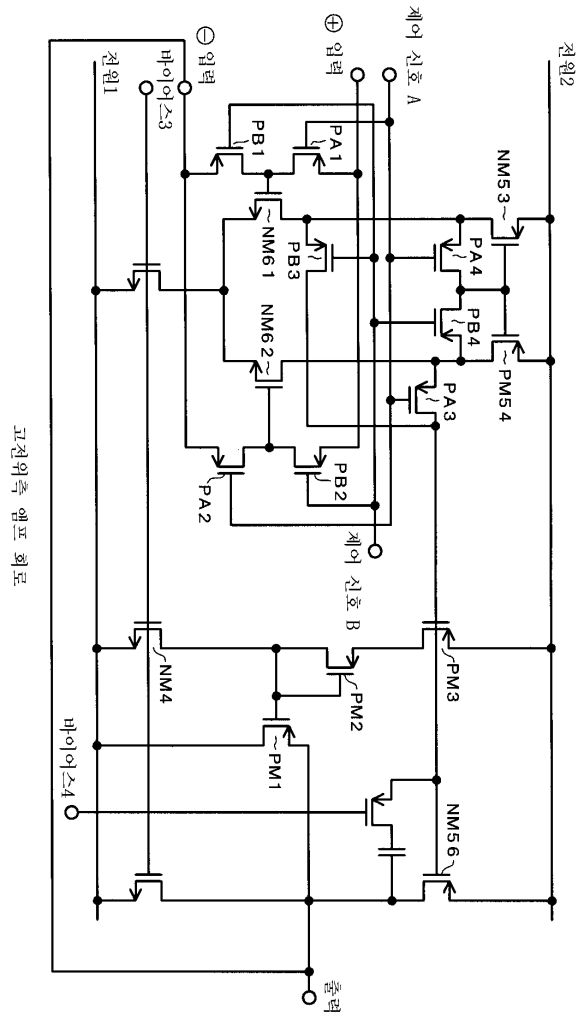 전원2
전원1
바이어스3
⊖ 입력
⊕ 입력
제어 신호 A
NM53
PA4
PB4
PM54
PB1
PA1
NM61
PB3
NM62
PA3
PA2
PB2
제어 신호 B
PM3
PM2
NM4
PM1
NM56
바이어스4
출력
고전위측 앰프 회로